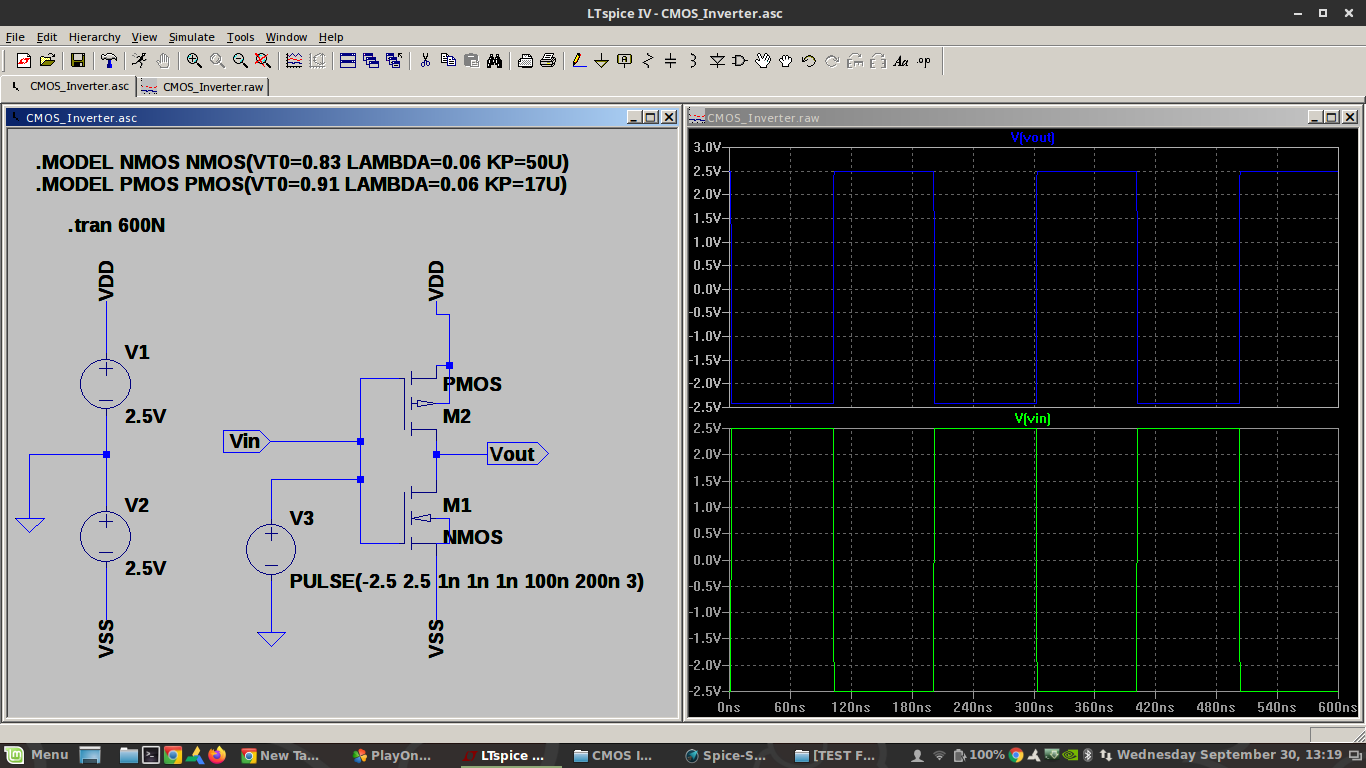 LTspice IV - CMOS_Inverter.asc
File Edit Hierarchy View Simulate Tools Window Help
Aa .op
CMOS_Inverter.asc CMOS_Inverter.raw
CMOS_Inverter.asc
.MODEL NMOS NMOS(VT0=0.83 LAMBDA=0.06 KP=50U)
.MODEL PMOS PMOS(VT0=0.91 LAMBDA=0.06 KP=17U)
.tran 600N
VDD
V1
2.5V
V2
2.5V
VSS
VDD
PMOS
M2
Vin
Vout
M1
NMOS
V3
PULSE(-2.5 2.5 1n 1n 1n 100n 200n 3)
VSS
CMOS_Inverter.raw
V(vout)
3.0V
2.5V
2.0V
1.5V
1.0V
0.5V
0.0V
-0.5V
-1.0V
-1.5V
-2.0V
-2.5V
V(vin)
2.5V
2.0V
1.5V
1.0V
0.5V
0.0V
-0.5V
-1.0V
-1.5V
-2.0V
-2.5V
0ns 60ns 120ns 180ns 240ns 300ns 360ns 420ns 480ns 540ns 600ns
Menu New Ta... PlayOn... LTspice ... CMOS I... Spice-S... [TEST F... 100% Wednesday September 30, 13:19